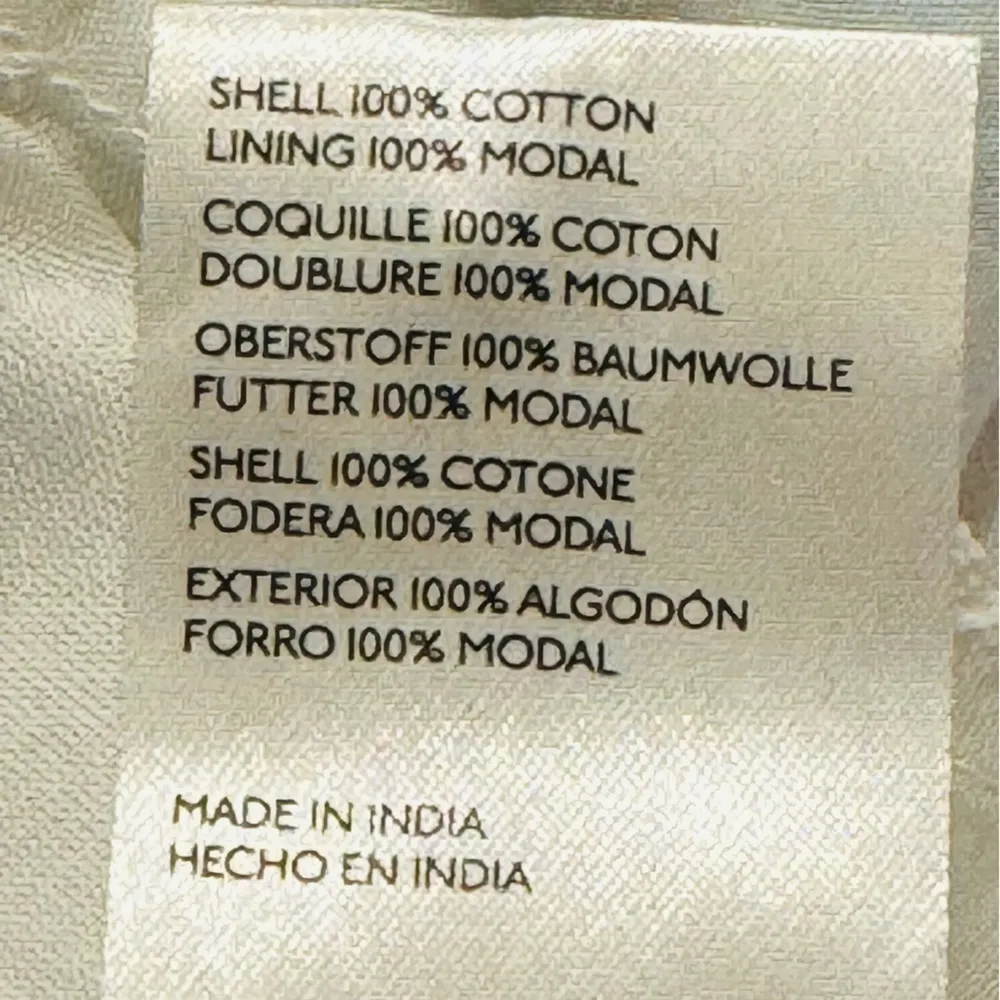 SHELL 100% COTTON
LINING 100% MODAL
COQUILLE 100% COTON
DOUBLURE 100% MODAL
OBERSTOFF 100% BAUMWOLLE
FUTTER 100% MODAL
SHELL 100% COTONE
FODERA 100% MODAL
EXTERIOR 100% ALGODÓN
FORRO 100% MODAL
MADE IN INDIA
HECHO EN INDIA